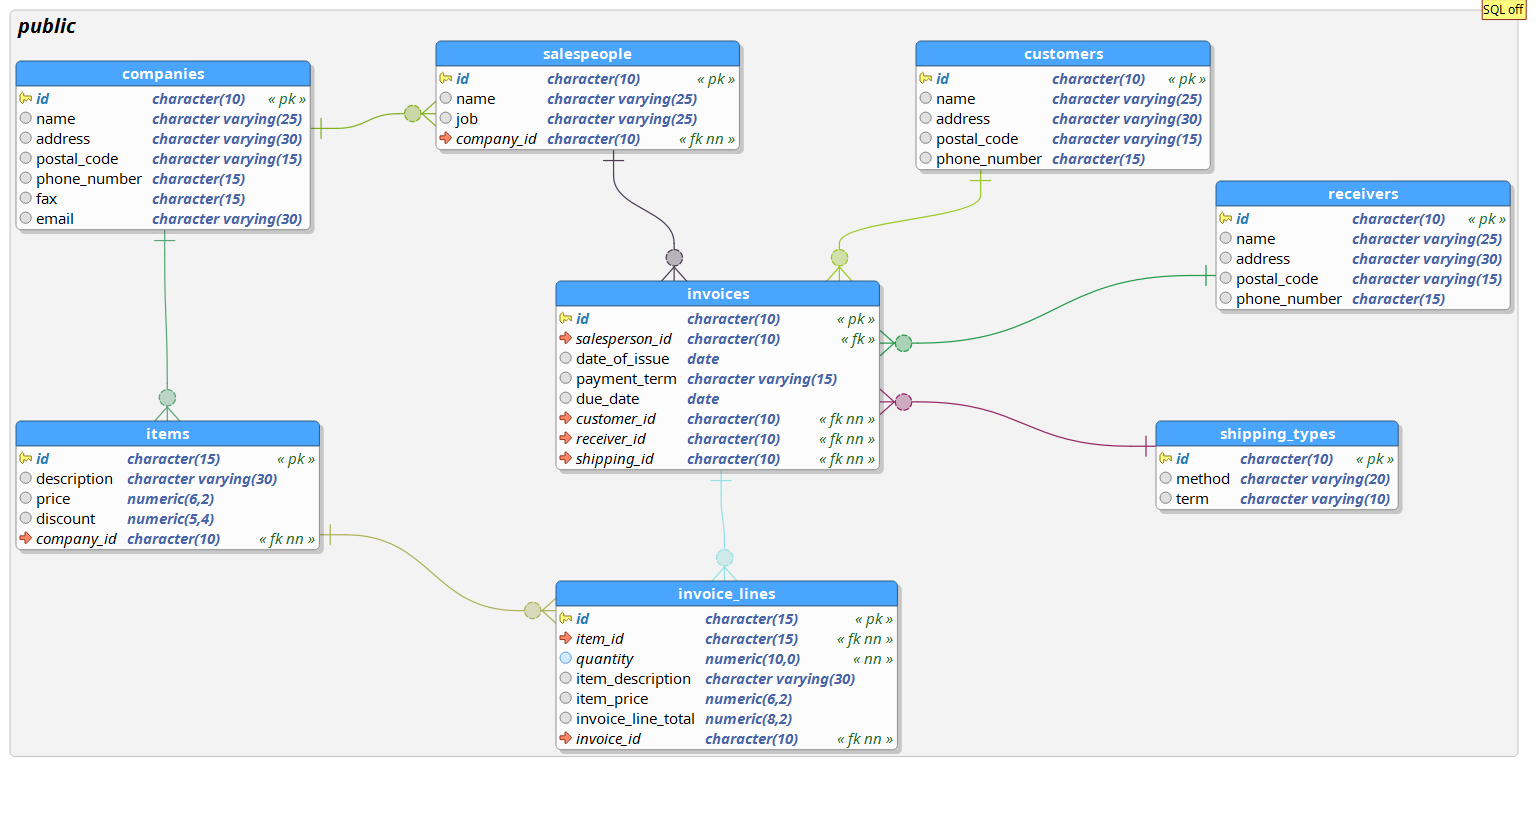 SQL off
public
companies
id character(10) « pk »
name character varying(25)
address character varying(30)
postal_code character varying(15)
phone_number character(15)
fax character(15)
email character varying(30)
salespeople
id character(10) « pk »
name character varying(25)
job character varying(25)
company_id character(10) « fk nn »
customers
id character(10) « pk »
name character varying(25)
address character varying(30)
postal_code character varying(15)
phone_number character(15)
receivers
id character(10) « pk »
name character varying(25)
address character varying(30)
postal_code character varying(15)
phone_number character(15)
invoices
id character(10) « pk »
salesperson_id character(10) « fk »
date_of_issue date
payment_term character varying(15)
due_date date
customer_id character(10) « fk nn »
receiver_id character(10) « fk nn »
shipping_id character(10) « fk nn »
items
id character(15) « pk »
description character varying(30)
price numeric(6,2)
discount numeric(5,4)
company_id character(10) « fk nn »
shipping_types
id character(10) « pk »
method character varying(20)
term character varying(10)
invoice_lines
id character(15) « pk »
item_id character(15) « fk nn »
quantity numeric(10,0) « nn »
item_description character varying(30)
item_price numeric(6,2)
invoice_line_total numeric(8,2)
invoice_id character(10) « fk nn »